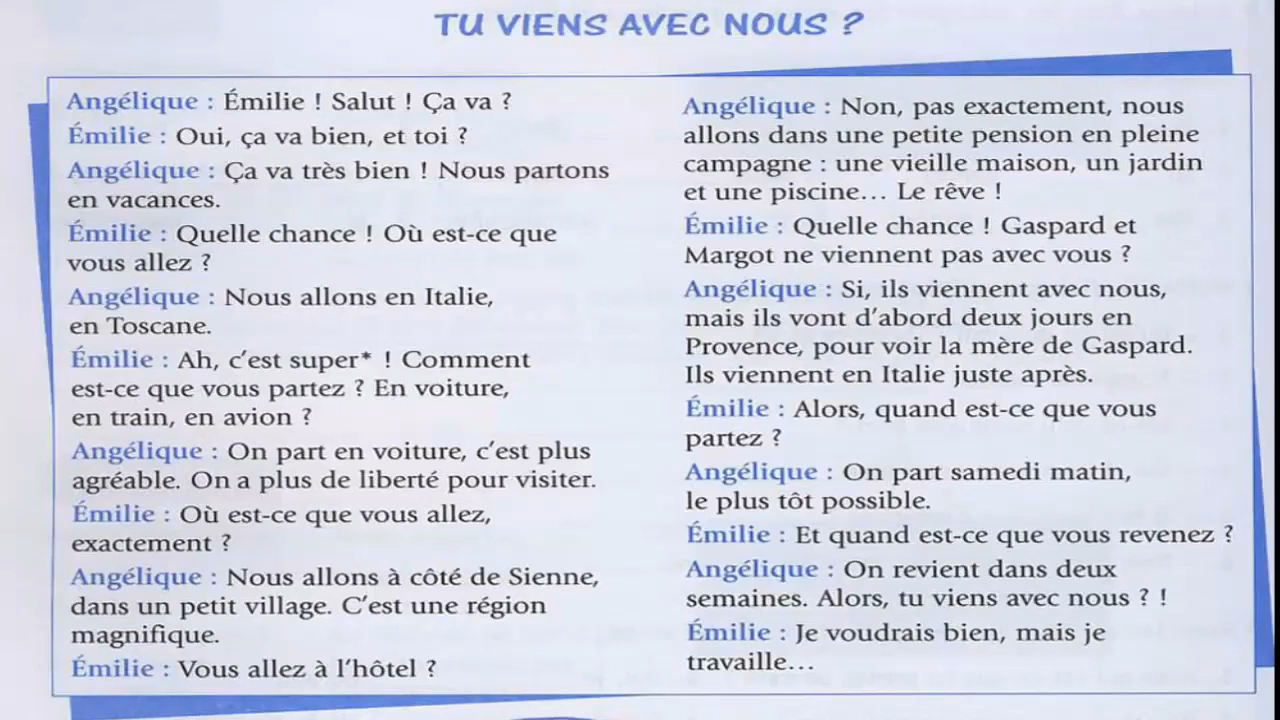 TU VIENS AVEC NOUS ?
Angélique : Émilie ! Salut ! Ça va ?
Émilie : Oui, ça va bien, et toi ?
Angélique : Ça va très bien ! Nous partons
en vacances.
Émilie : Quelle chance ! Où est-ce que
vous allez ?
Angélique : Nous allons en Italie,
en Toscane.
Émilie : Ah, c'est super* ! Comment
est-ce que vous partez ? En voiture,
en train, en avion ?
Angélique : On part en voiture, c'est plus
agréable. On a plus de liberté pour visiter.
Émilie : Où est-ce que vous allez,
exactement ?
Angélique : Nous allons à côté de Sienne,
dans un petit village. C'est une région
magnifique.
Émilie : Vous allez à l'hôtel ?
Angélique : Non, pas exactement, nous
allons dans une petite pension en pleine
campagne : une vieille maison, un jardin
et une piscine... Le rêve !
Émilie : Quelle chance ! Gaspard et
Margot ne viennent pas avec vous ?
Angélique : Si, ils viennent avec nous,
mais ils vont d'abord deux jours en
Provence, pour voir la mère de Gaspard.
Ils viennent en Italie juste après.
Émilie : Alors, quand est-ce que vous
partez ?
Angélique : On part samedi matin,
le plus tôt possible.
Émilie : Et quand est-ce que vous revenez ?
Angélique : On revient dans deux
semaines. Alors, tu viens avec nous ? !
Émilie : Je voudrais bien, mais je
travaille...